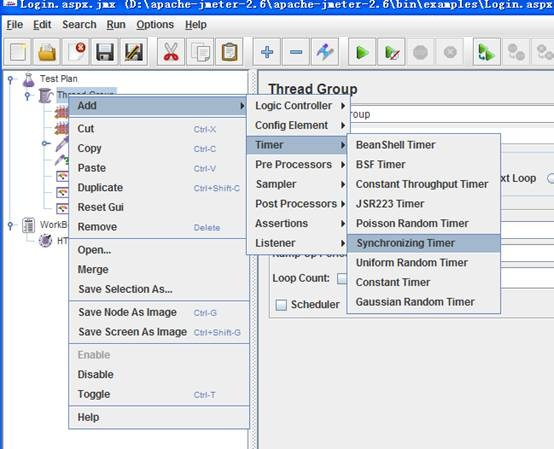 Login.aspx.jmx (D:\apache-jmeter-2.6\apache-jmeter-2.6\bin\examples\Login.aspx
File Edit Search Run Options Help
Test Plan
Thread Group
WorkBe
HT
Thread Group
roup
ext Loop
Loop Count:
Scheduler
Add
Cut Ctrl-X
Copy Ctrl-C
Paste Ctrl-V
Duplicate Ctrl+Shift-C
Reset Gui
Remove Delete
Open...
Merge
Save Selection As...
Save Node As Image Ctrl-G
Save Screen As Image Ctrl+Shift-G
Enable
Disable
Toggle Ctrl-T
Help
Logic Controller
Config Element
Timer
Pre Processors
Sampler
Post Processors
Assertions
Listener
BeanShell Timer
BSF Timer
Constant Throughput Timer
JSR223 Timer
Poisson Random Timer
Synchronizing Timer
Uniform Random Timer
Constant Timer
Gaussian Random Timer